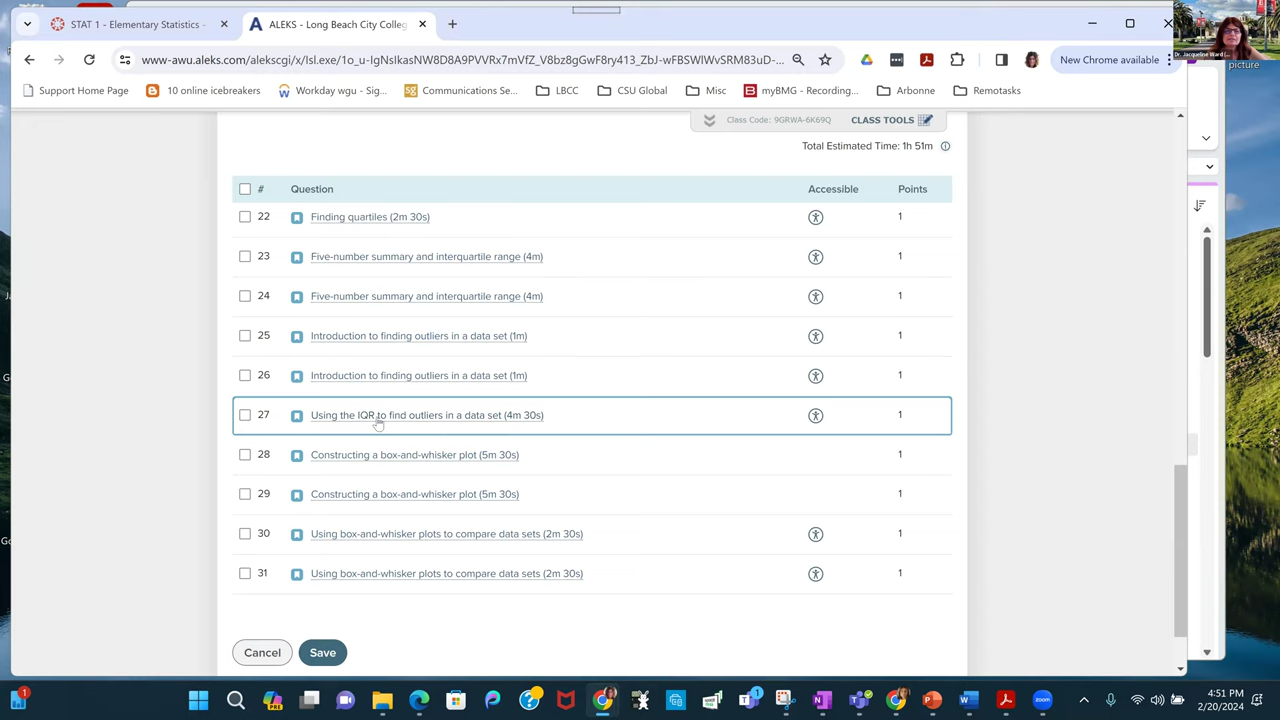 STAT 1 - Elementary Statistics -
ALEKS - Long Beach City Colleg
www-awu.aleks.com/alekscgi/x/Isl.exe/1o_u-IgNsIkasNW8D8A9P
New Chrome available
Support Home Page
10 online icebreakers
Workday wgu - Sig...
Communications Se...
LBCC
CSU Global
Misc
myBMG - Recording...
Arbonne
Remotasks
Dr. Jacqueline Ward
picture
Class Code: 9GRWA-6K69Q
CLASS TOOLS
Total Estimated Time: 1h 51m
# Question Accessible Points
22 Finding quartiles (2m 30s) 1
23 Five-number summary and interquartile range (4m) 1
24 Five-number summary and interquartile range (4m) 1
25 Introduction to finding outliers in a data set (1m) 1
26 Introduction to finding outliers in a data set (1m) 1
27 Using the IQR to find outliers in a data set (4m 30s) 1
28 Constructing a box-and-whisker plot (5m 30s) 1
29 Constructing a box-and-whisker plot (5m 30s) 1
30 Using box-and-whisker plots to compare data sets (2m 30s) 1
31 Using box-and-whisker plots to compare data sets (2m 30s) 1
Cancel
Save
4:51 PM
2/20/2024